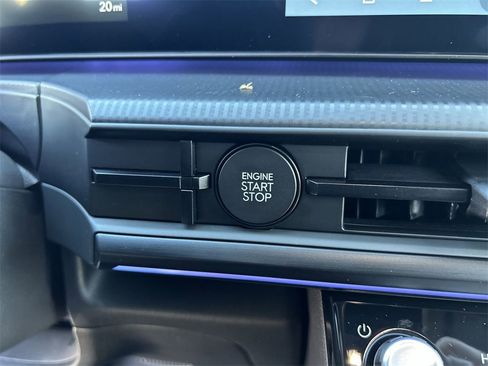 20mi
ENGINE
START
STOP
H